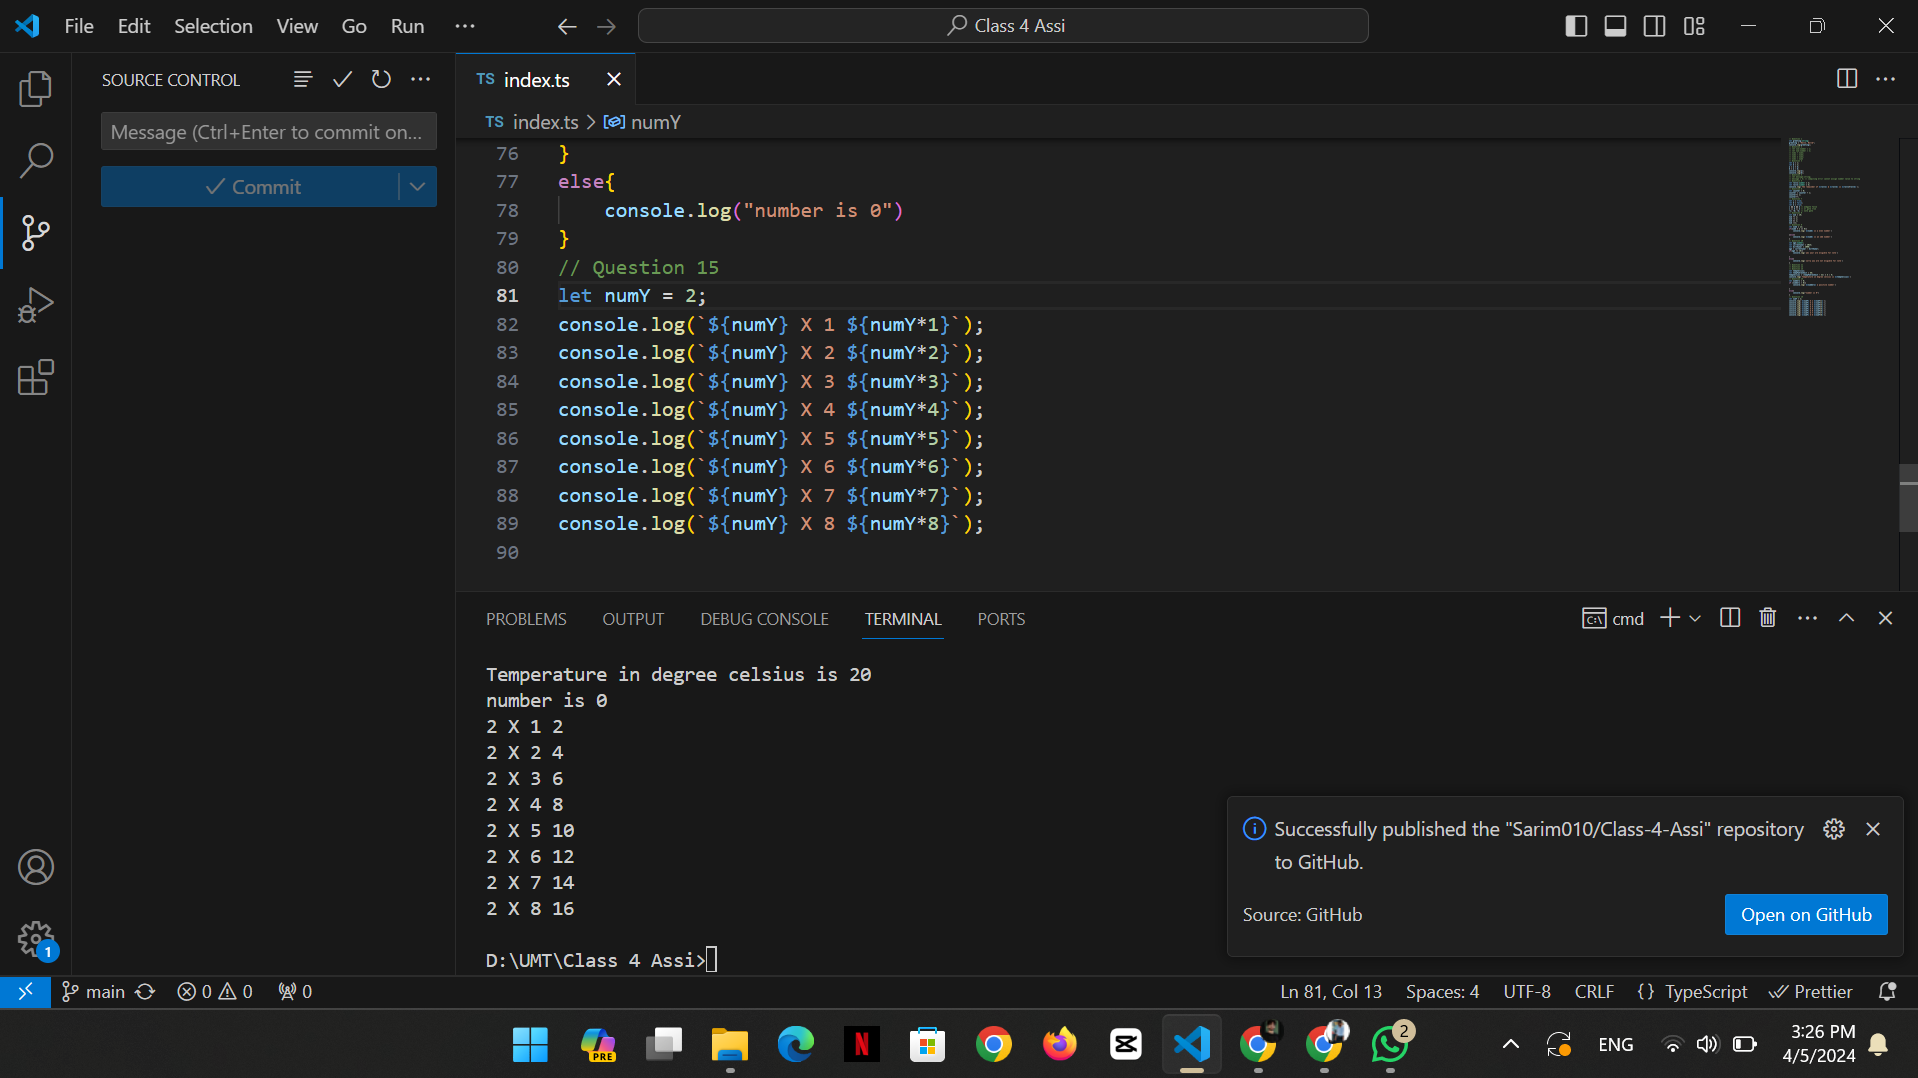 File Edit Selection View Go Run ··· Class 4 Assi
SOURCE CONTROL
Message (Ctrl+Enter to commit on...
Commit
TS index.ts
TS index.ts > numY
76 }
77 else{
78 console.log("number is 0")
79 }
80 // Question 15
81 let numY = 2;
82 console.log(`${numY} X 1 ${numY*1}`);
83 console.log(`${numY} X 2 ${numY*2}`);
84 console.log(`${numY} X 3 ${numY*3}`);
85 console.log(`${numY} X 4 ${numY*4}`);
86 console.log(`${numY} X 5 ${numY*5}`);
87 console.log(`${numY} X 6 ${numY*6}`);
88 console.log(`${numY} X 7 ${numY*7}`);
89 console.log(`${numY} X 8 ${numY*8}`);
90
PROBLEMS OUTPUT DEBUG CONSOLE TERMINAL PORTS cmd
Temperature in degree celsius is 20
number is 0
2 X 1 2
2 X 2 4
2 X 3 6
2 X 4 8
2 X 5 10
2 X 6 12
2 X 7 14
2 X 8 16
D:\UMT\Class 4 Assi>
Successfully published the "Sarim010/Class-4-Assi" repository
to GitHub.
Source: GitHub
Open on GitHub
1
main 0 0 0 Ln 81, Col 13 Spaces: 4 UTF-8 CRLF {} TypeScript Prettier
PRE N 2 ENG
3:26 PM
4/5/2024